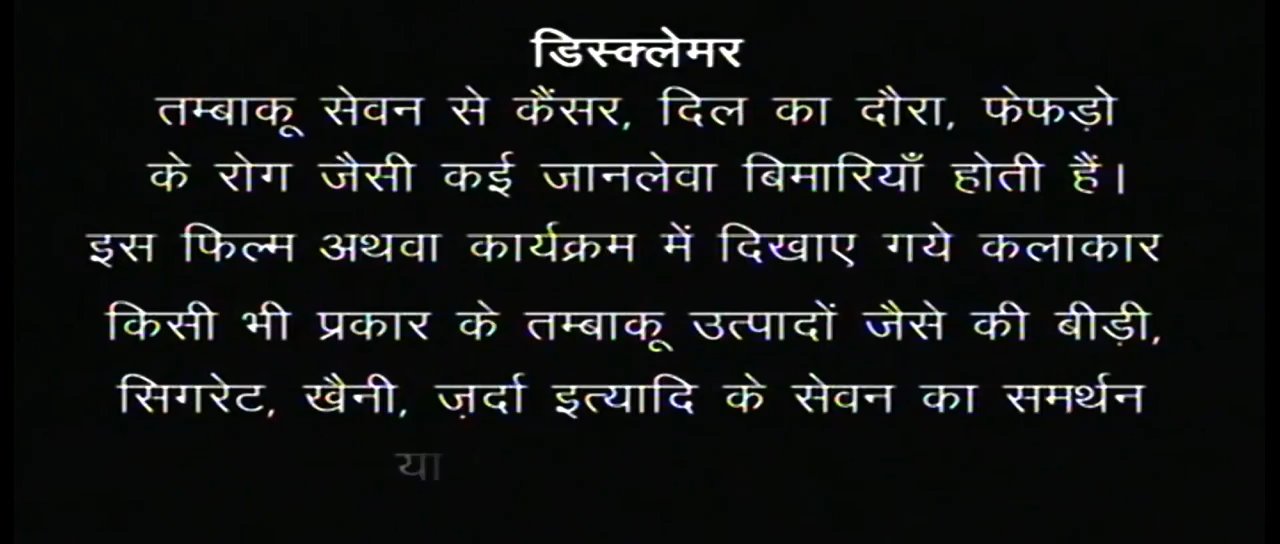 डिस्क्लेमर
तम्बाकू सेवन से कैंसर, दिल का दौरा, फेफड़ो
के रोग जैसी कई जानलेवा बिमारियाँ होती हैं।
इस फिल्म अथवा कार्यक्रम में दिखाए गये कलाकार
किसी भी प्रकार के तम्बाकू उत्पादों जैसे की बीड़ी,
सिगरेट, खैनी, ज़र्दा इत्यादि के सेवन का समर्थन
या